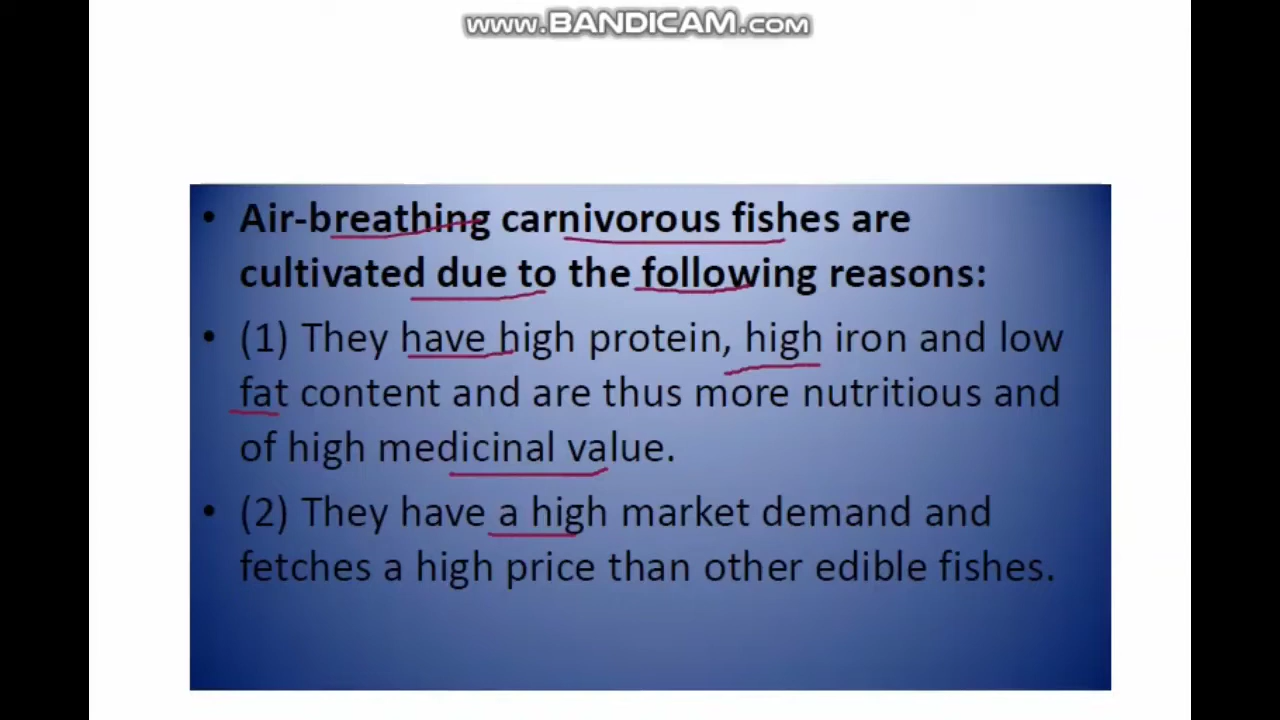 www.BANDICAM.com
• Air-breathing carnivorous fishes are
cultivated due to the following reasons:
• (1) They have high protein, high iron and low
fat content and are thus more nutritious and
of high medicinal value.
• (2) They have a high market demand and
fetches a high price than other edible fishes.